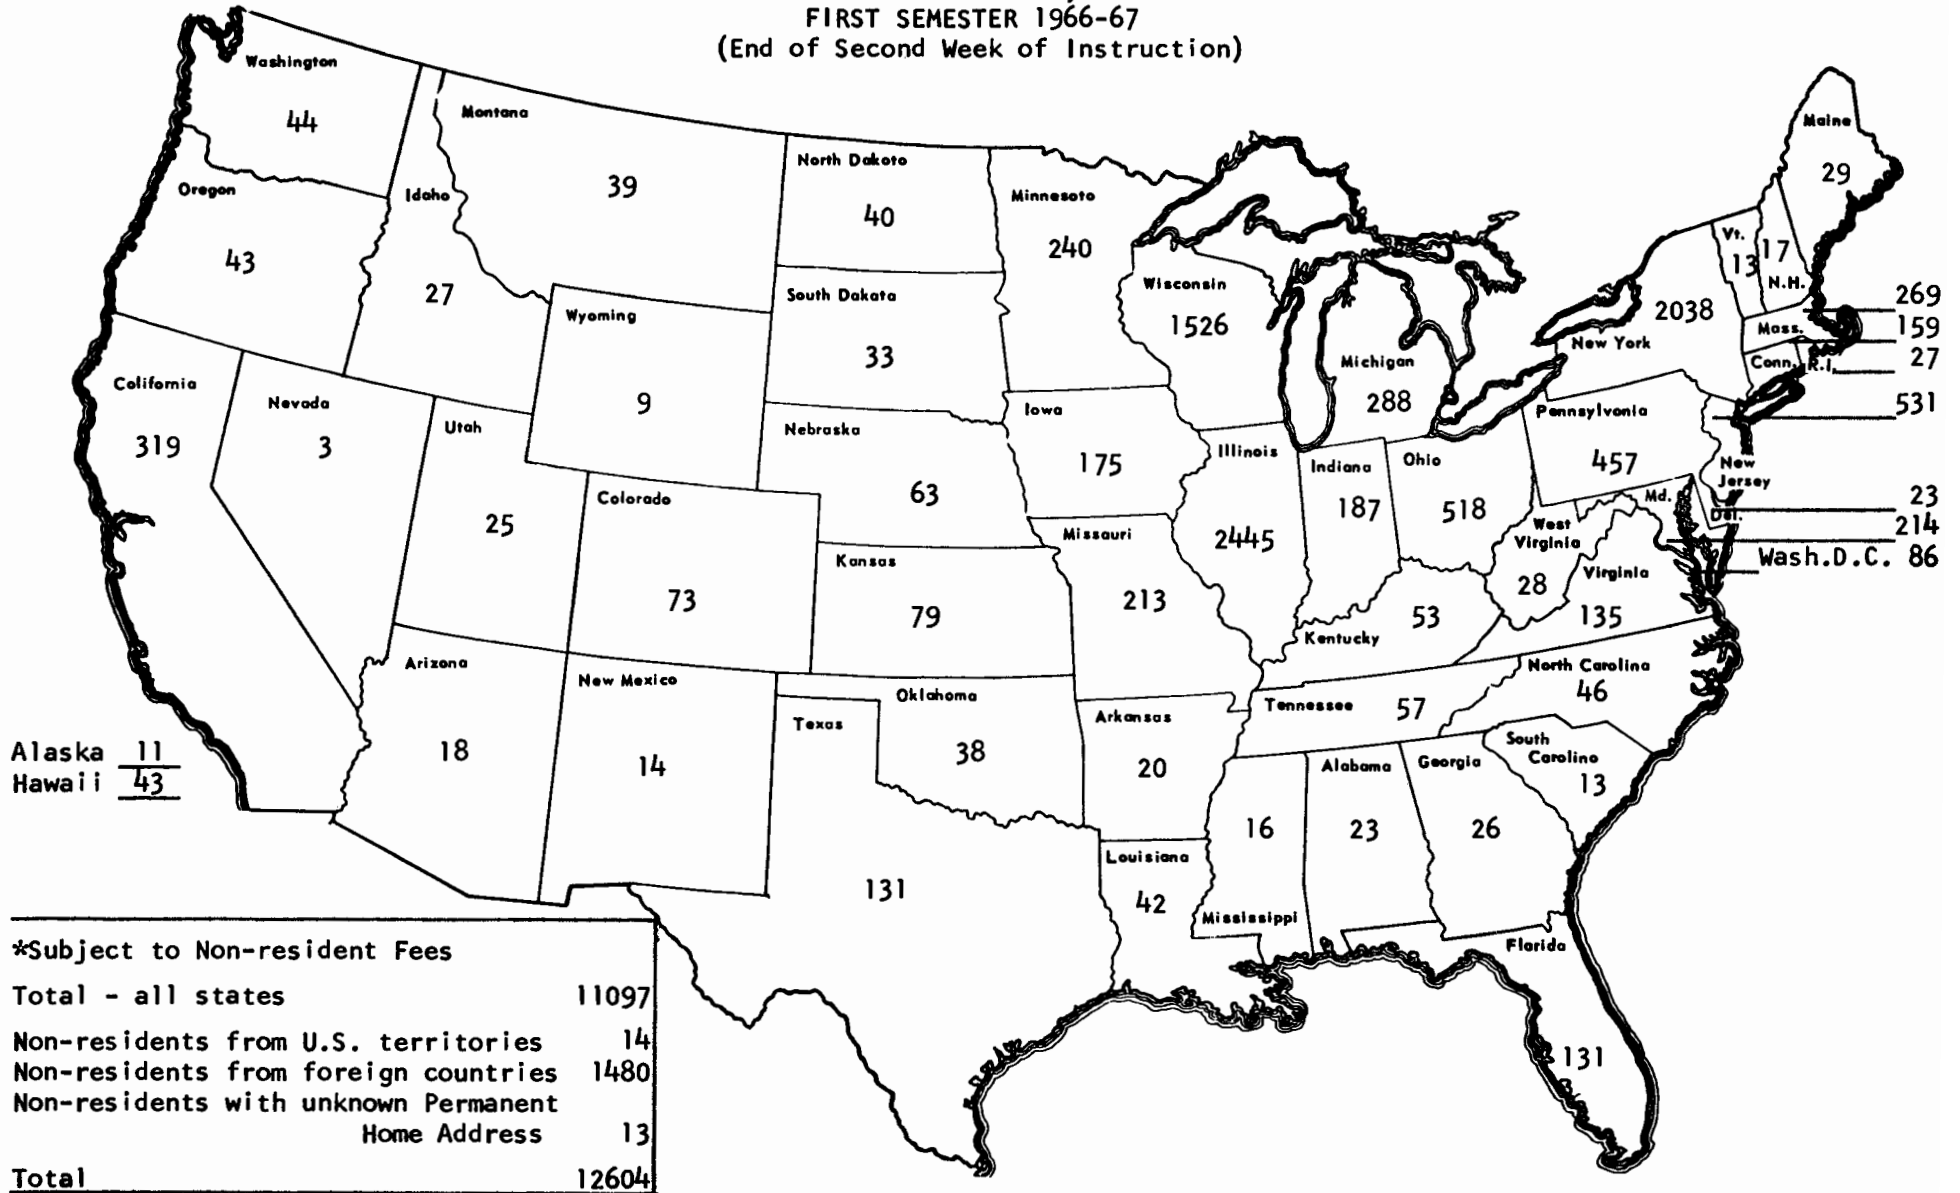 FIRST SEMESTER 1966-67
(End of Second Week of Instruction)
Washington
44
Montana
39
North Dakota
40
Minnesota
240
Maine
29
Oregon
43
Idaho
27
Wyoming
9
South Dakota
33
Wisconsin
1526
Michigan
288
New York
2038
Vt.
13
17
N.H.
269
Mass.
159
Conn.
R.I.
27
531
California
319
Nevada
3
Utah
25
Colorado
73
Nebraska
63
Iowa
175
Illinois
2445
Indiana
187
Ohio
518
Pennsylvania
457
New
Jersey
Md.
23
Del.
214
Wash.D.C. 86
Kansas
79
Missouri
213
Kentucky
53
West
Virginia
28
Virginia
135
Arizona
18
New Mexico
14
Texas
131
Oklahoma
38
Arkansas
20
Tennessee
57
North Carolina
46
South
Carolina
13
Alaska 11
Hawaii 43
Louisiana
42
Mississippi
16
Alabama
23
Georgia
26
Florida
131
*Subject to Non-resident Fees
Total - all states 11097
Non-residents from U.S. territories 14
Non-residents from foreign countries 1480
Non-residents with unknown Permanent
Home Address 13
Total 12604